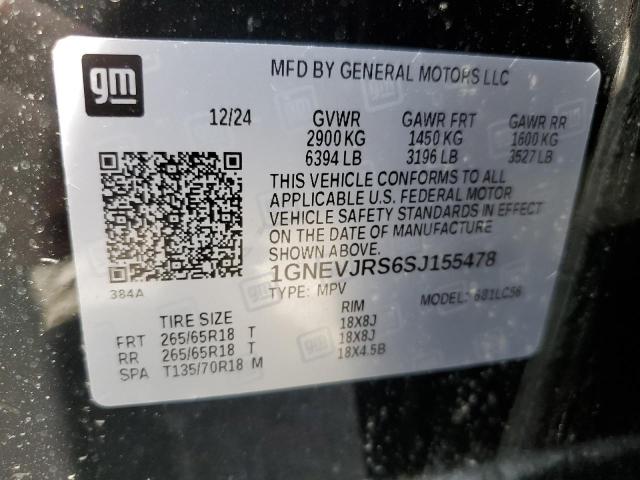 gm
MFD BY GENERAL MOTORS LLC
12/24 GVWR GAWR FRT GAWR RR
2900 KG 1450 KG 1600 KG
6394 LB 3196 LB 3527 LB
THIS VEHICLE CONFORMS TO ALL
APPLICABLE U.S. FEDERAL MOTOR
VEHICLE SAFETY STANDARDS IN EFFECT
ON THE DATE OF MANUFACTURE
SHOWN ABOVE.
1GNEVJRS6SJ155478
384A TYPE: MPV MODEL: 681LC56
TIRE SIZE RIM
FRT 265/65R18 T 18X8J
RR 265/65R18 T 18X8J
SPA T135/70R18 M 18X4.5B